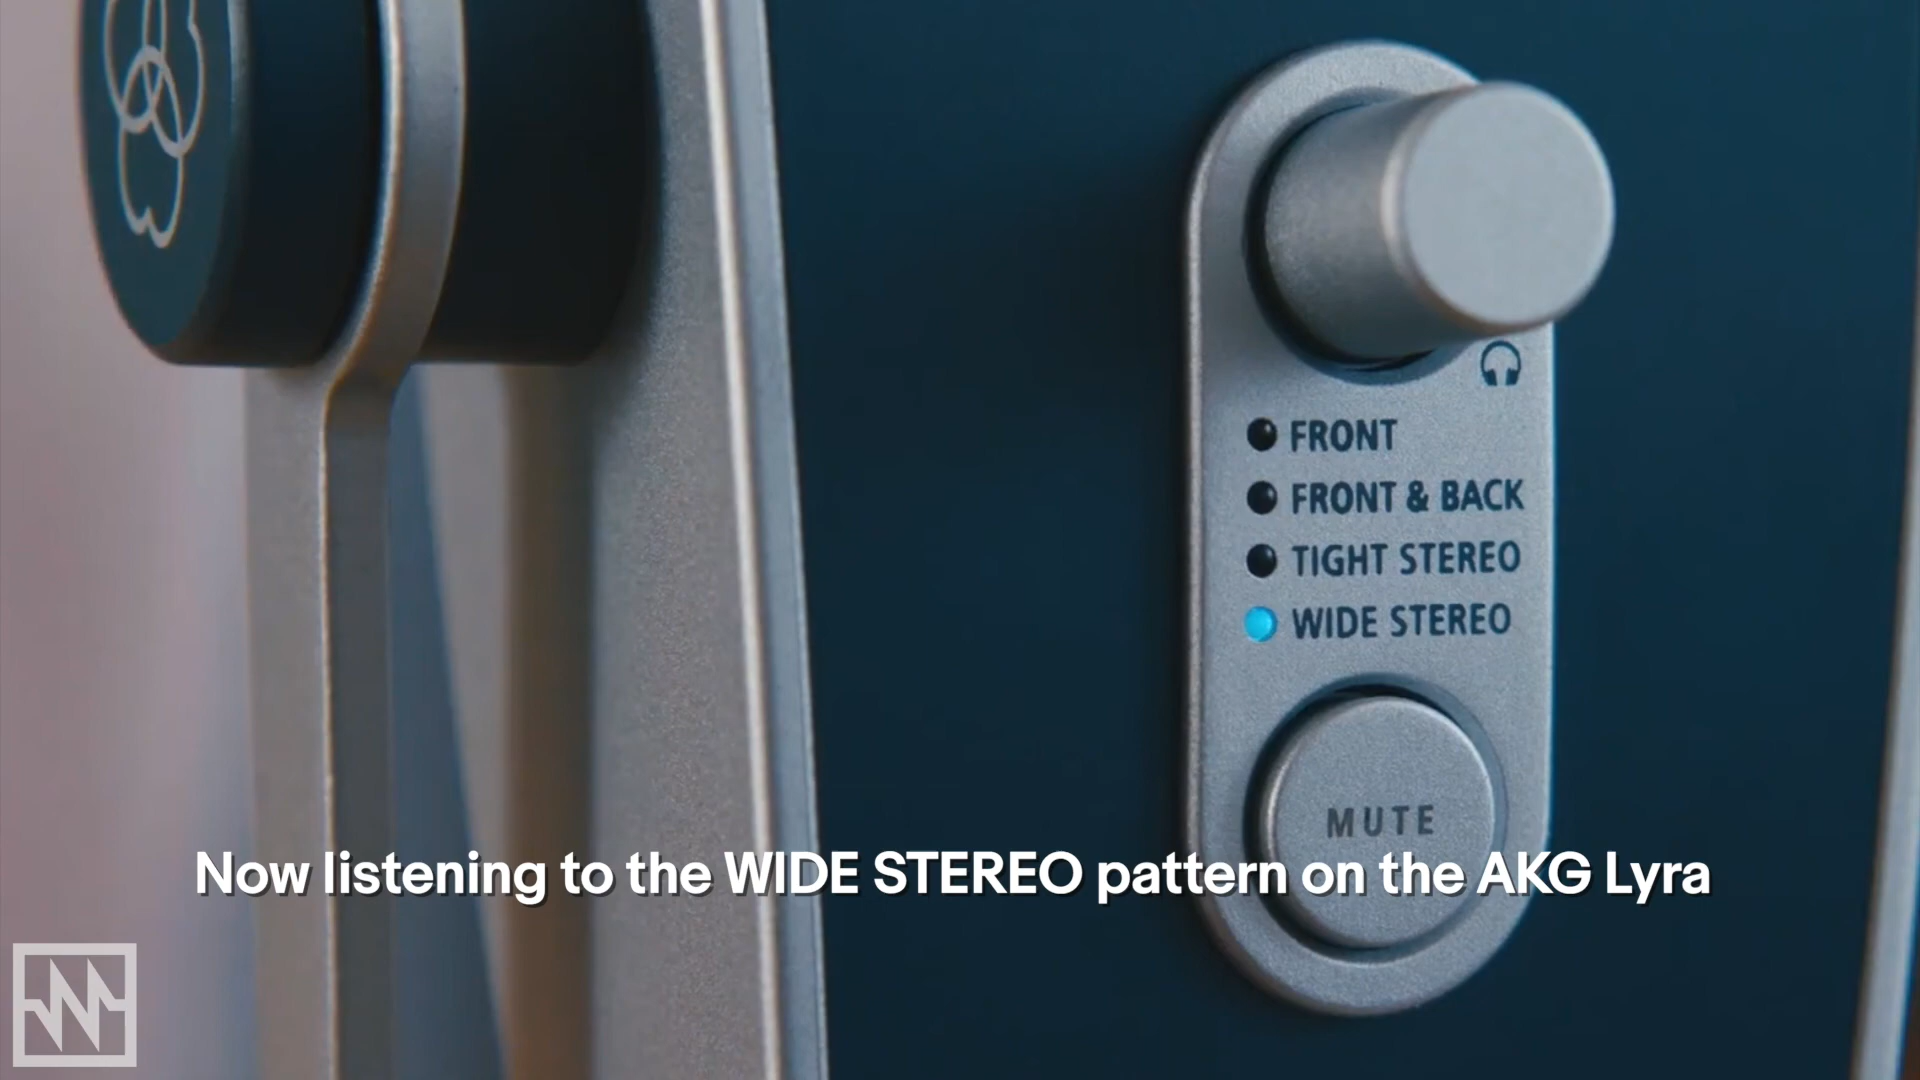 FRONT
FRONT & BACK
TIGHT STEREO
WIDE STEREO
MUTE
Now listening to the WIDE STEREO pattern on the AKG Lyra